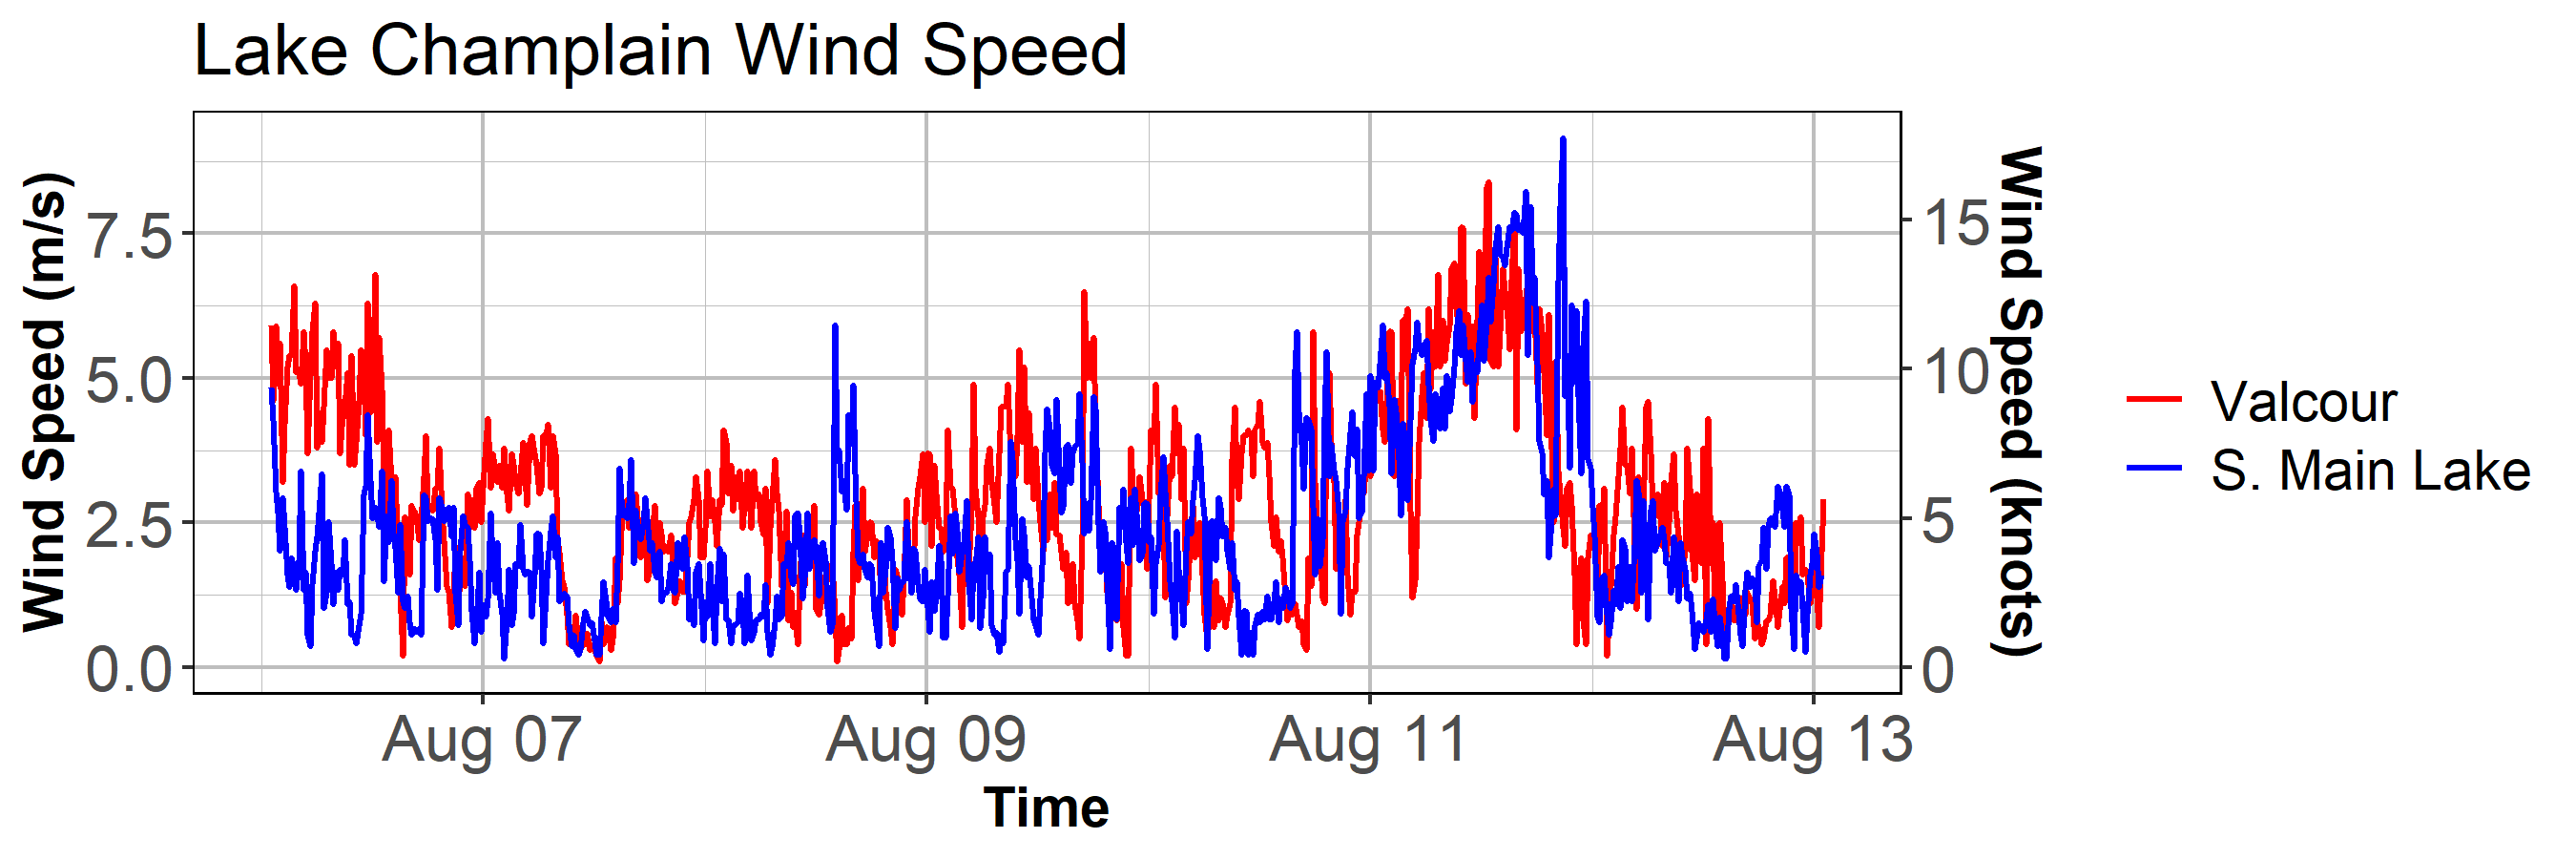 Lake Champlain Wind Speed
Wind Speed (m/s)
7.5
5.0
2.5
0.0
15
10
5
0
Wind Speed (knots)
Aug 07
Aug 09
Aug 11
Aug 13
Time
Valcour
S. Main Lake